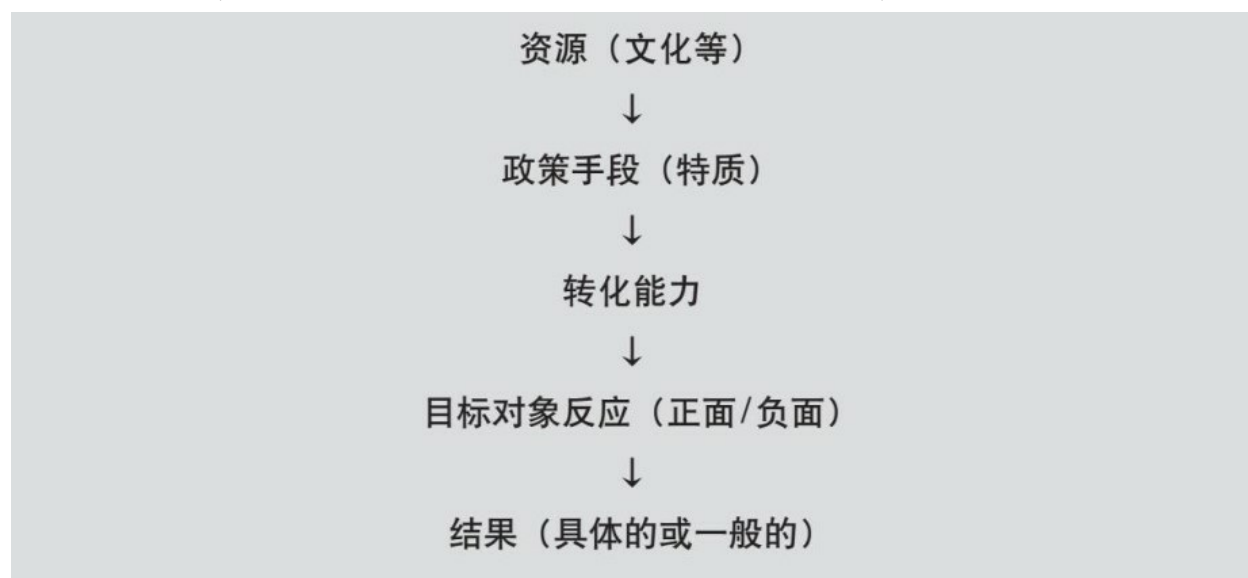 资源（文化等）
↓
政策手段（特质）
↓
转化能力
↓
目标对象反应（正面/负面）
↓
结果（具体的或一般的）